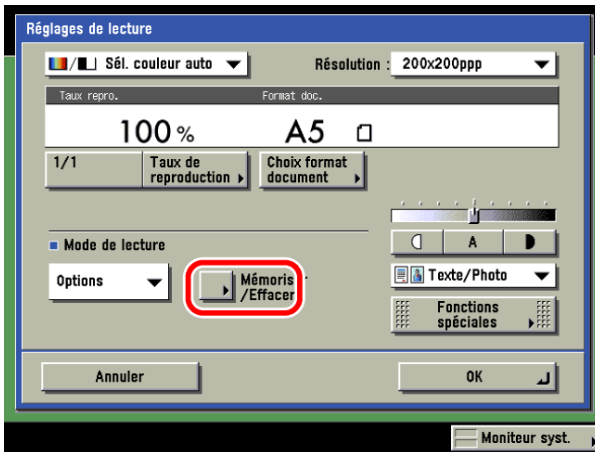 Réglages de lecture
Sél. couleur auto
Résolution : 200x200ppp
Taux repro.
Format doc.
100 %
A5
1/1
Taux de
reproduction
Choix format
document
Mode de lecture
A
Options
/Effacer
Texte/Photo
Fonctions
spéciales
Annuler
OK
Moniteur syst.